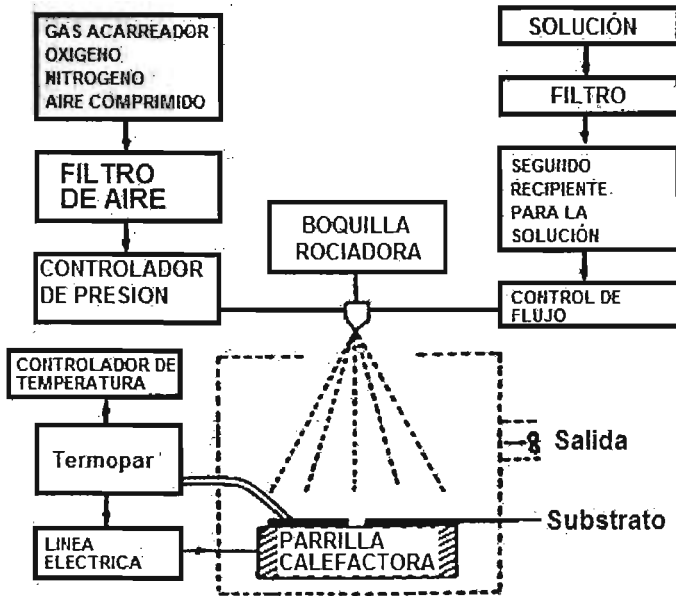 GAS ACARREADOR
OXIGENO
NITROGENO
AIRE COMPRIMIDO
FILTRO
DE AIRE
CONTROLADOR
DE PRESION
SOLUCIÓN
FILTRO
SEGUNDO
RECIPIENTE
PARA LA
SOLUCIÓN
CONTROL DE
FLUJO
BOQUILLA
ROCIADORA
CONTROLADOR DE
TEMPERATURA
Termopar
LINEA
ELECTRICA
PARRILLA
CALEFACTORA
Salida
Substrato